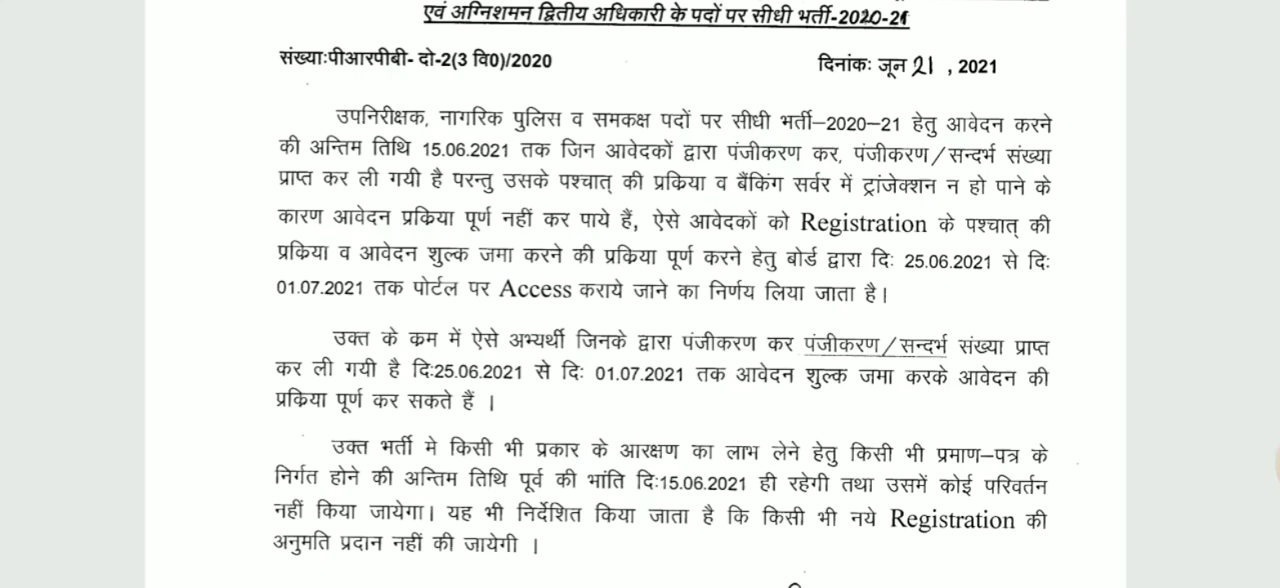 एवं अग्निशमन द्वितीय अधिकारी के पदों पर सीधी भर्ती-2020-21
संख्याःपीआरपीबी- दो-2(3 वि0)/2020
दिनांकः जून 21 , 2021
उपनिरीक्षक, नागरिक पुलिस व समकक्ष पदों पर सीधी भर्ती–2020–21 हेतु आवेदन करने
की अन्तिम तिथि 15.06.2021 तक जिन आवेदकों द्वारा पंजीकरण कर, पंजीकरण/सन्दर्भ संख्या
प्राप्त कर ली गयी है परन्तु उसके पश्चात् की प्रकिया व बैंकिंग सर्वर में ट्रांजेक्शन न हो पाने के
कारण आवेदन प्रकिया पूर्ण नहीं कर पाये हैं, ऐसे आवेदकों को Registration के पश्चात् की
प्रकिया व आवेदन शुल्क जमा करने की प्रकिया पूर्ण करने हेतु बोर्ड द्वारा दिः 25.06.2021 से दिः
01.07.2021 तक पोर्टल पर Access कराये जाने का निर्णय लिया जाता है।
उक्त के कम में ऐसे अभ्यर्थी जिनके द्वारा पंजीकरण कर पंजीकरण/सन्दर्भ संख्या प्राप्त
कर ली गयी है दिः25.06.2021 से दिः 01.07.2021 तक आवेदन शुल्क जमा करके आवेदन की
प्रकिया पूर्ण कर सकते हैं ।
उक्त भर्ती मे किसी भी प्रकार के आरक्षण का लाभ लेने हेतु किसी भी प्रमाण–पत्र के
निर्गत होने की अन्तिम तिथि पूर्व की भांति दिः15.06.2021 ही रहेगी तथा उसमें कोई परिवर्तन
नहीं किया जायेगा। यह भी निर्देशित किया जाता है कि किसी भी नये Registration की
अनुमति प्रदान नहीं की जायेगी ।